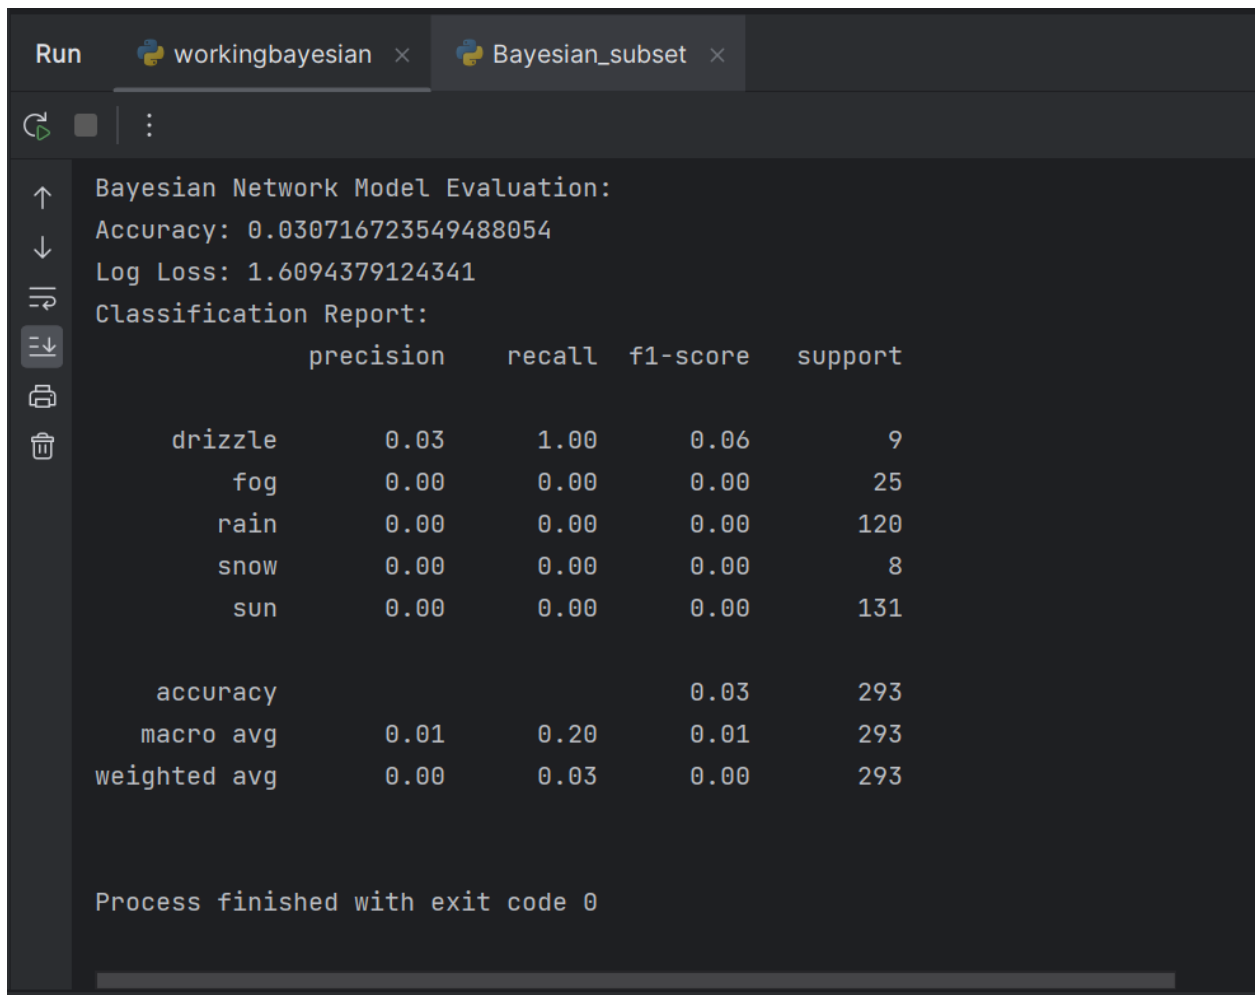 Run workingbayesian × Bayesian_subset ×
Bayesian Network Model Evaluation:
Accuracy: 0.030716723549488054
Log Loss: 1.6094379124341
Classification Report:
precision recall f1-score support
drizzle 0.03 1.00 0.06 9
fog 0.00 0.00 0.00 25
rain 0.00 0.00 0.00 120
snow 0.00 0.00 0.00 8
sun 0.00 0.00 0.00 131
accuracy 0.03 293
macro avg 0.01 0.20 0.01 293
weighted avg 0.00 0.03 0.00 293
Process finished with exit code 0